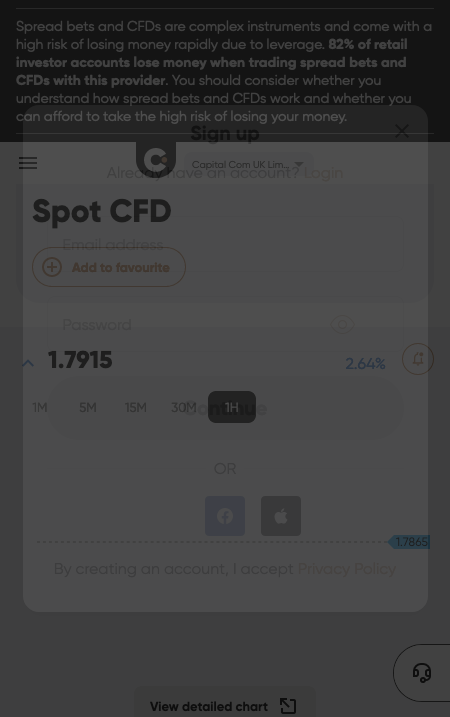 Spread bets and CFDs are complex instruments and come with a
high risk of losing money rapidly due to leverage. 82% of retail
investor accounts lose money when trading spread bets and
CFDs with this provider. You should consider whether you
understand how spread bets and CFDs work and whether you
can afford to take the high risk of losing your money.
Sign up
Capital Com UK Lim...
Already have an account? Login
Spot CFD
Email address
Add to favourite
Password
1.7915
2.64%
1M 5M 15M 30M 1H
Continue
OR
1.7865
By creating an account, I accept Privacy Policy
View detailed chart